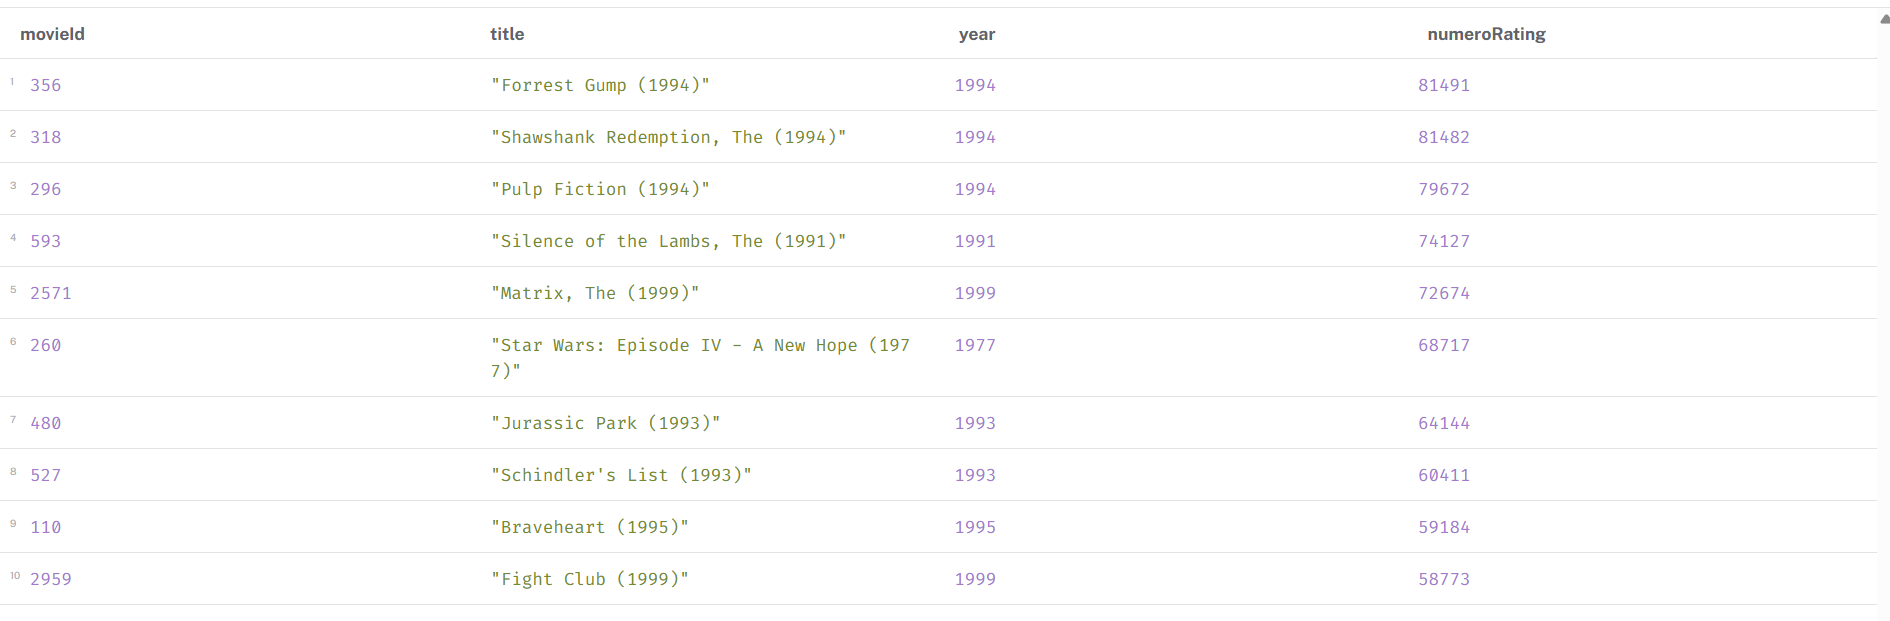 movieId title year numeroRating
1 356 "Forrest Gump (1994)" 1994 81491
2 318 "Shawshank Redemption, The (1994)" 1994 81482
3 296 "Pulp Fiction (1994)" 1994 79672
4 593 "Silence of the Lambs, The (1991)" 1991 74127
5 2571 "Matrix, The (1999)" 1999 72674
6 260 "Star Wars: Episode IV - A New Hope (197 1977 68717
7)"
7 480 "Jurassic Park (1993)" 1993 64144
8 527 "Schindler's List (1993)" 1993 60411
9 110 "Braveheart (1995)" 1995 59184
10 2959 "Fight Club (1999)" 1999 58773